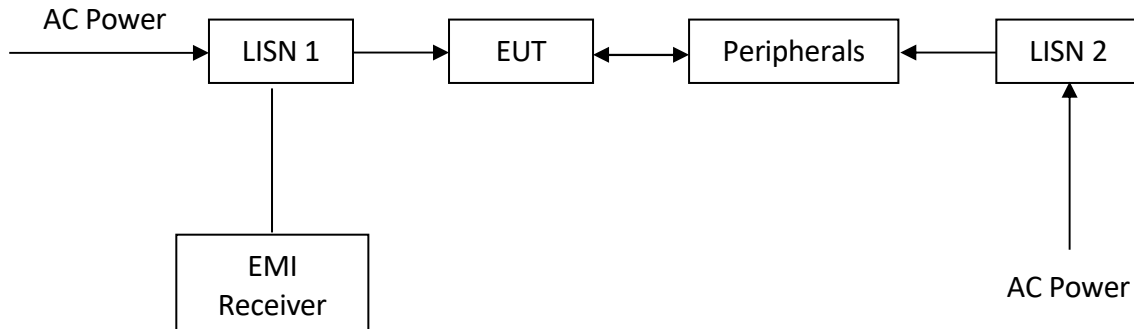 AC Power
LISN 1
EUT
Peripherals
LISN 2
EMI
Receiver
AC Power